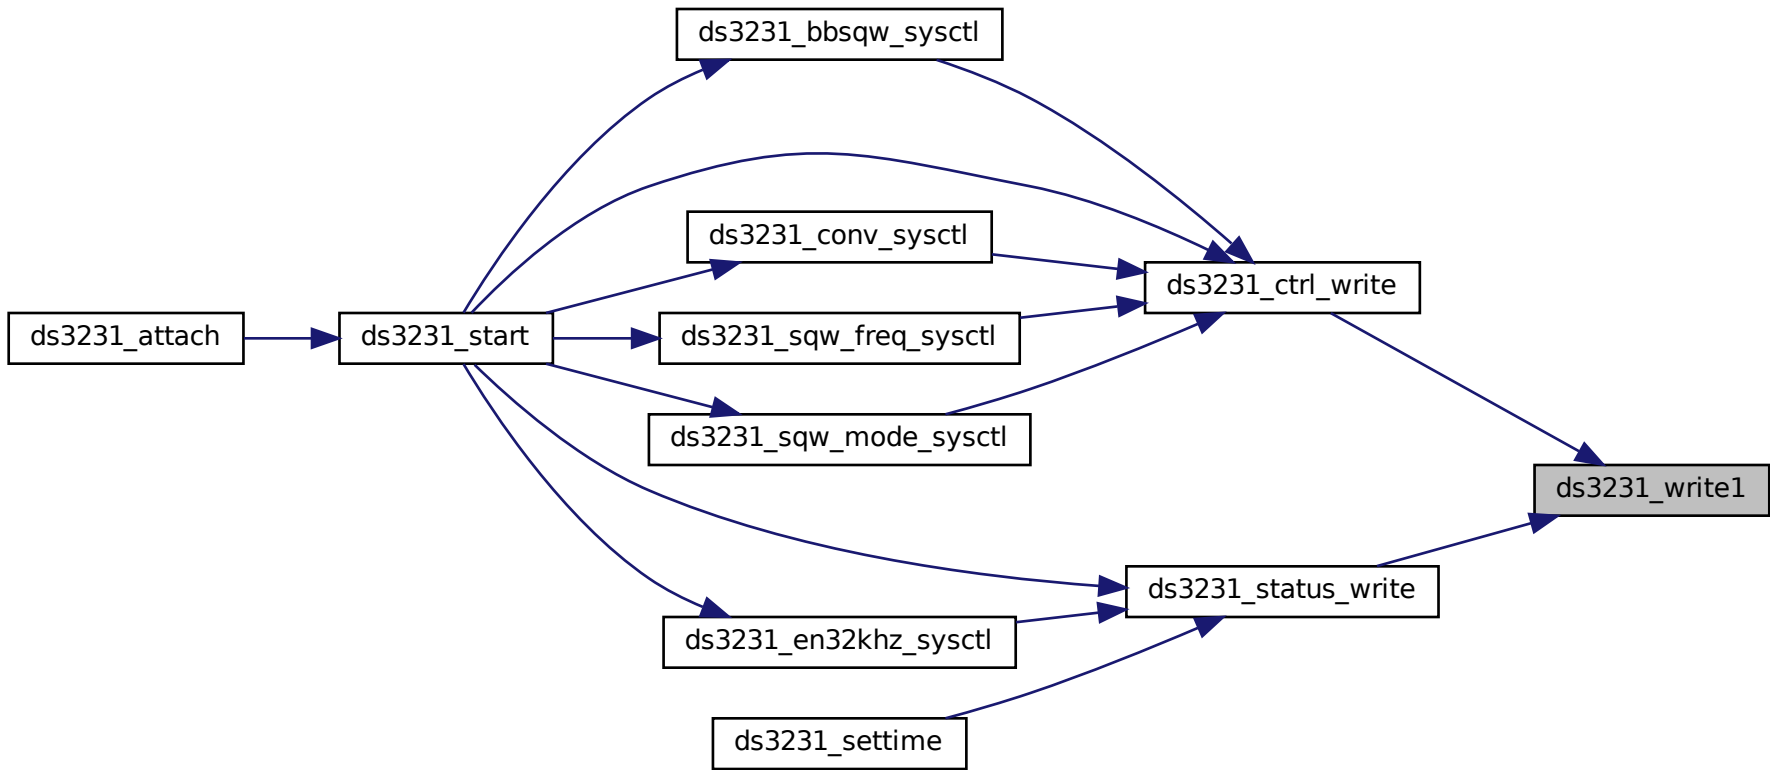 ds3231_bbsqw_sysctl
ds3231_conv_sysctl
ds3231_ctrl_write
ds3231_attach
ds3231_start
ds3231_sqw_freq_sysctl
ds3231_sqw_mode_sysctl
ds3231_write1
ds3231_status_write
ds3231_en32khz_sysctl
ds3231_settime